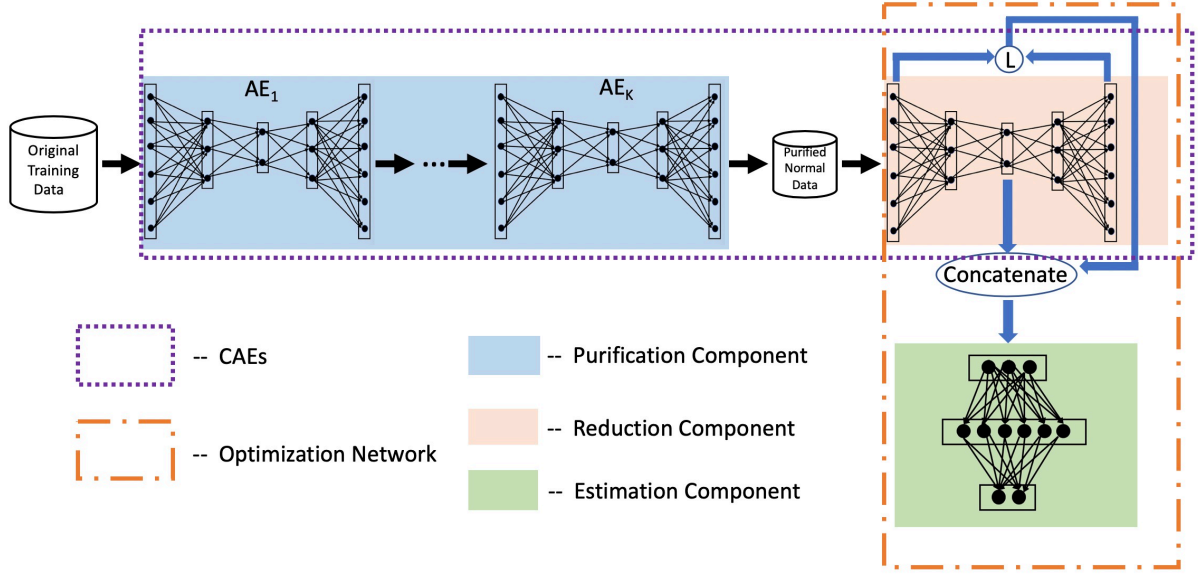 L
AE1
AEK
Original
Training
Data
....
Purified
Normal
Data
Concatenate
-- CAEs
-- Purification Component
-- Reduction Component
-- Optimization Network
-- Estimation Component